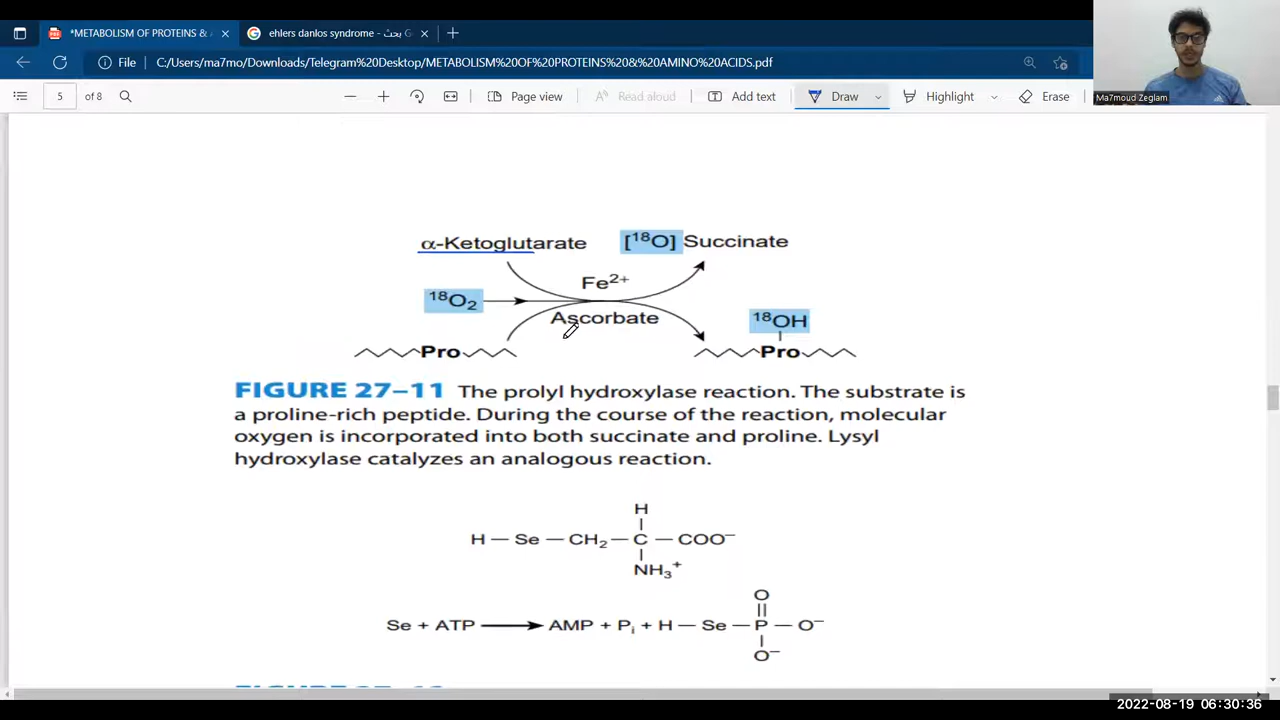 *METABOLISM OF PROTEINS &
ehlers danlos syndrome - بحث
File
C:/Users/ma7mo/Downloads/Telegram%20Desktop/METABOLISM%20OF%20PROTEINS%20&%20AMINO%20ACIDS.pdf
Ma7moud Zeglam
5 of 8
Page view
Read aloud
Add text
Draw
Highlight
Erase
α-Ketoglutarate
[¹⁸O] Succinate
Fe²⁺
¹⁸O₂
Ascorbate
¹⁸OH
Pro
Pro
FIGURE 27–11 The prolyl hydroxylase reaction. The substrate is
a proline-rich peptide. During the course of the reaction, molecular
oxygen is incorporated into both succinate and proline. Lysyl
hydroxylase catalyzes an analogous reaction.
H
H — Se — CH₂ — C — COO⁻
NH₃⁺
O
Se + ATP ⟶ AMP + Pᵢ + H — Se — P — O⁻
O⁻
2022-08-19 06:30:36